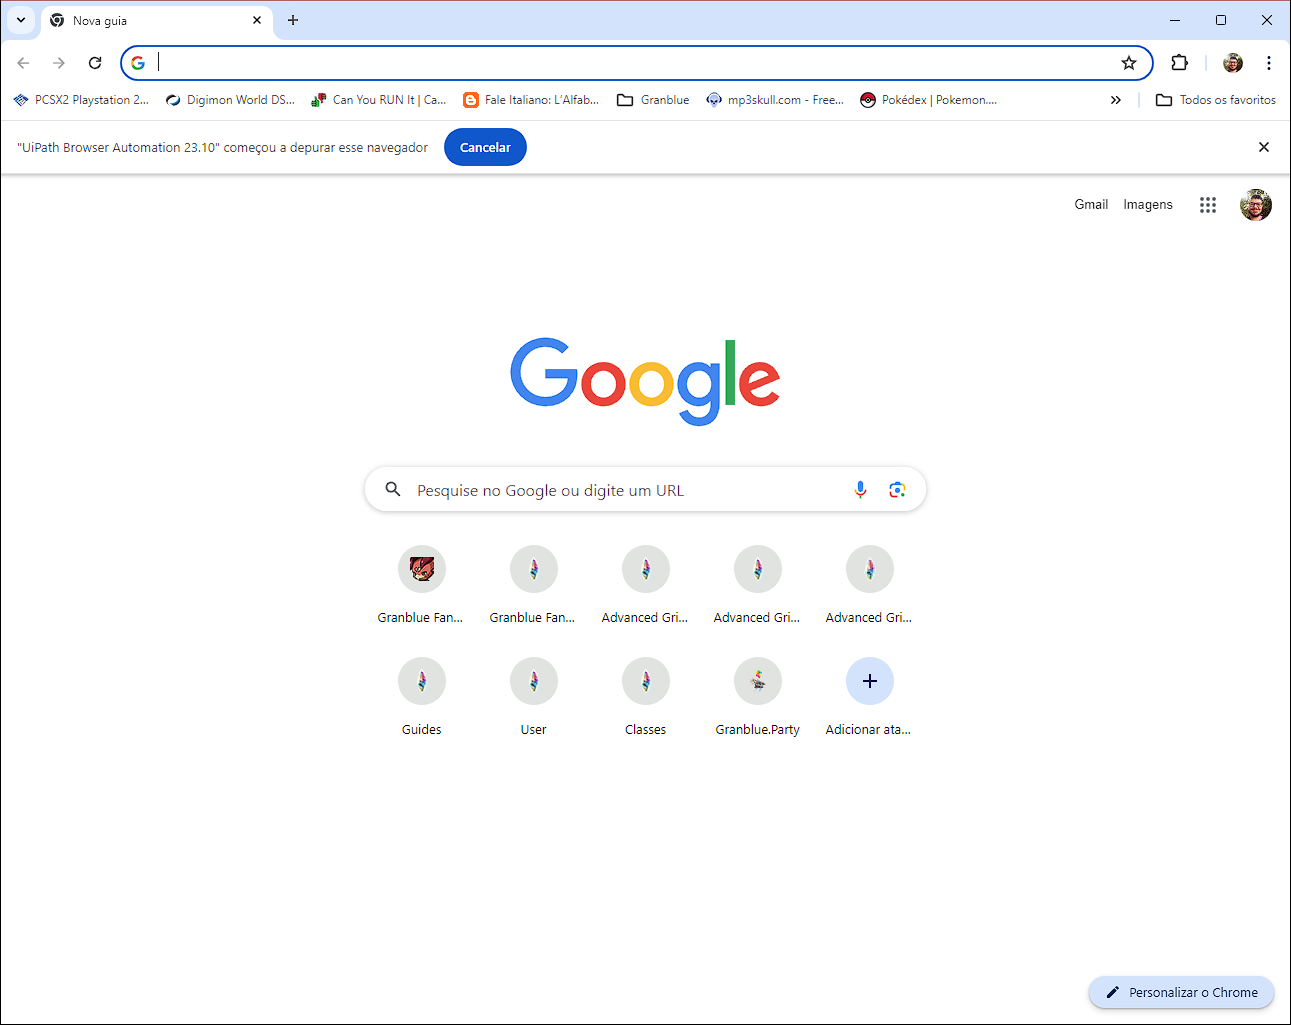 Nova guia
PCSX2 Playstation 2... Digimon World DS... Can You RUN It | Ca... Fale Italiano: L'Alfab... Granblue mp3skull.com - Free... Pokédex | Pokemon.... Todos os favoritos
"UiPath Browser Automation 23.10" começou a depurar esse navegador Cancelar
Gmail Imagens
Google
Pesquise no Google ou digite um URL
Granblue Fan... Granblue Fan... Advanced Gri... Advanced Gri... Advanced Gri...
Guides User Classes Granblue.Party Adicionar ata...
Personalizar o Chrome